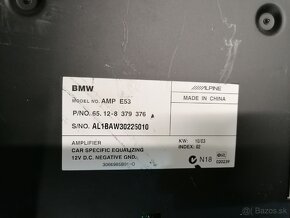 BMW
ALPINE
MODEL NO. AMP E53
MADE IN CHINA
P/NO. 65.12-8 379 376 A
S/NO. AL1BAW30225010
AMPLIFIER
KW: 10/03
CAR SPECIFIC EQUALIZING
INDEX: 02
12V D.C. NEGATIVE GND.
N18
020239
bazos.sk